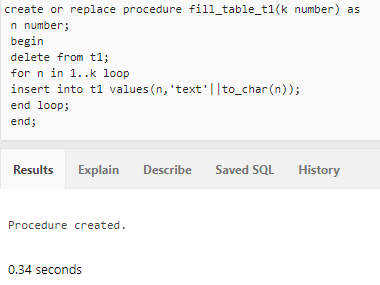 create or replace procedure fill_table_t1(k number) as
n number;
begin
delete from t1;
for n in 1..k loop
insert into t1 values(n,'text'||to_char(n));
end loop;
end;
Results Explain Describe Saved SQL History
Procedure created.
0.34 seconds